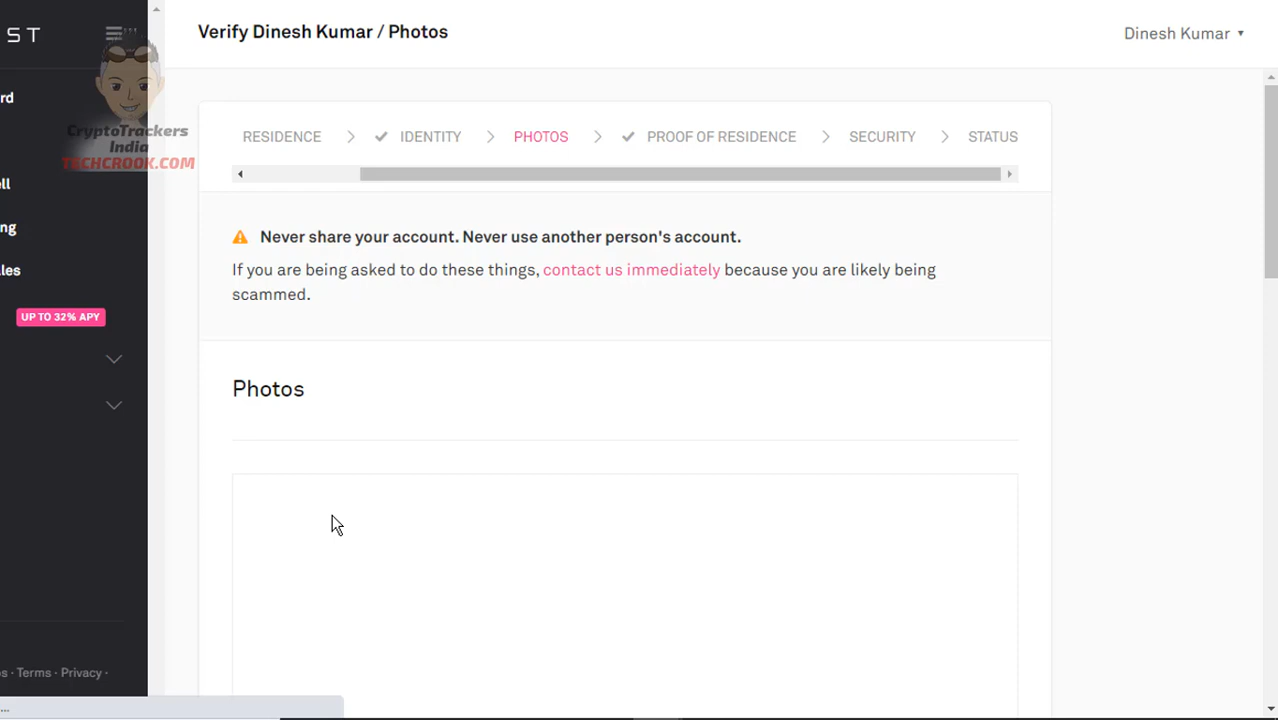 ST
Verify Dinesh Kumar / Photos
Dinesh Kumar
rd
CryptoTrackers
India
TECHCROOK.COM
ll
ng
les
UP TO 32% APY
RESIDENCE IDENTITY PHOTOS PROOF OF RESIDENCE SECURITY STATUS
Never share your account. Never use another person's account.
If you are being asked to do these things, contact us immediately because you are likely being
scammed.
Photos
s · Terms · Privacy ·
...